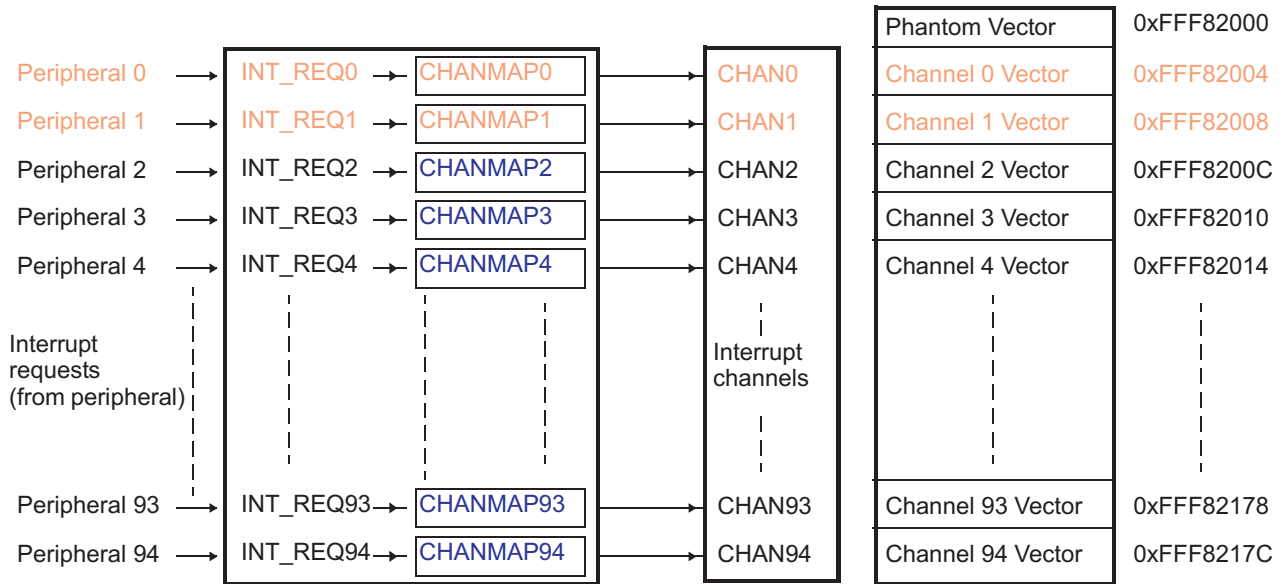 Phantom Vector 0xFFF82000
Peripheral 0 INT_REQ0 CHANMAP0 CHAN0 Channel 0 Vector 0xFFF82004
Peripheral 1 INT_REQ1 CHANMAP1 CHAN1 Channel 1 Vector 0xFFF82008
Peripheral 2 INT_REQ2 CHANMAP2 CHAN2 Channel 2 Vector 0xFFF8200C
Peripheral 3 INT_REQ3 CHANMAP3 CHAN3 Channel 3 Vector 0xFFF82010
Peripheral 4 INT_REQ4 CHANMAP4 CHAN4 Channel 4 Vector 0xFFF82014
Interrupt
requests
(from peripheral)
Interrupt
channels
Peripheral 93 INT_REQ93 CHANMAP93 CHAN93 Channel 93 Vector 0xFFF82178
Peripheral 94 INT_REQ94 CHANMAP94 CHAN94 Channel 94 Vector 0xFFF8217C